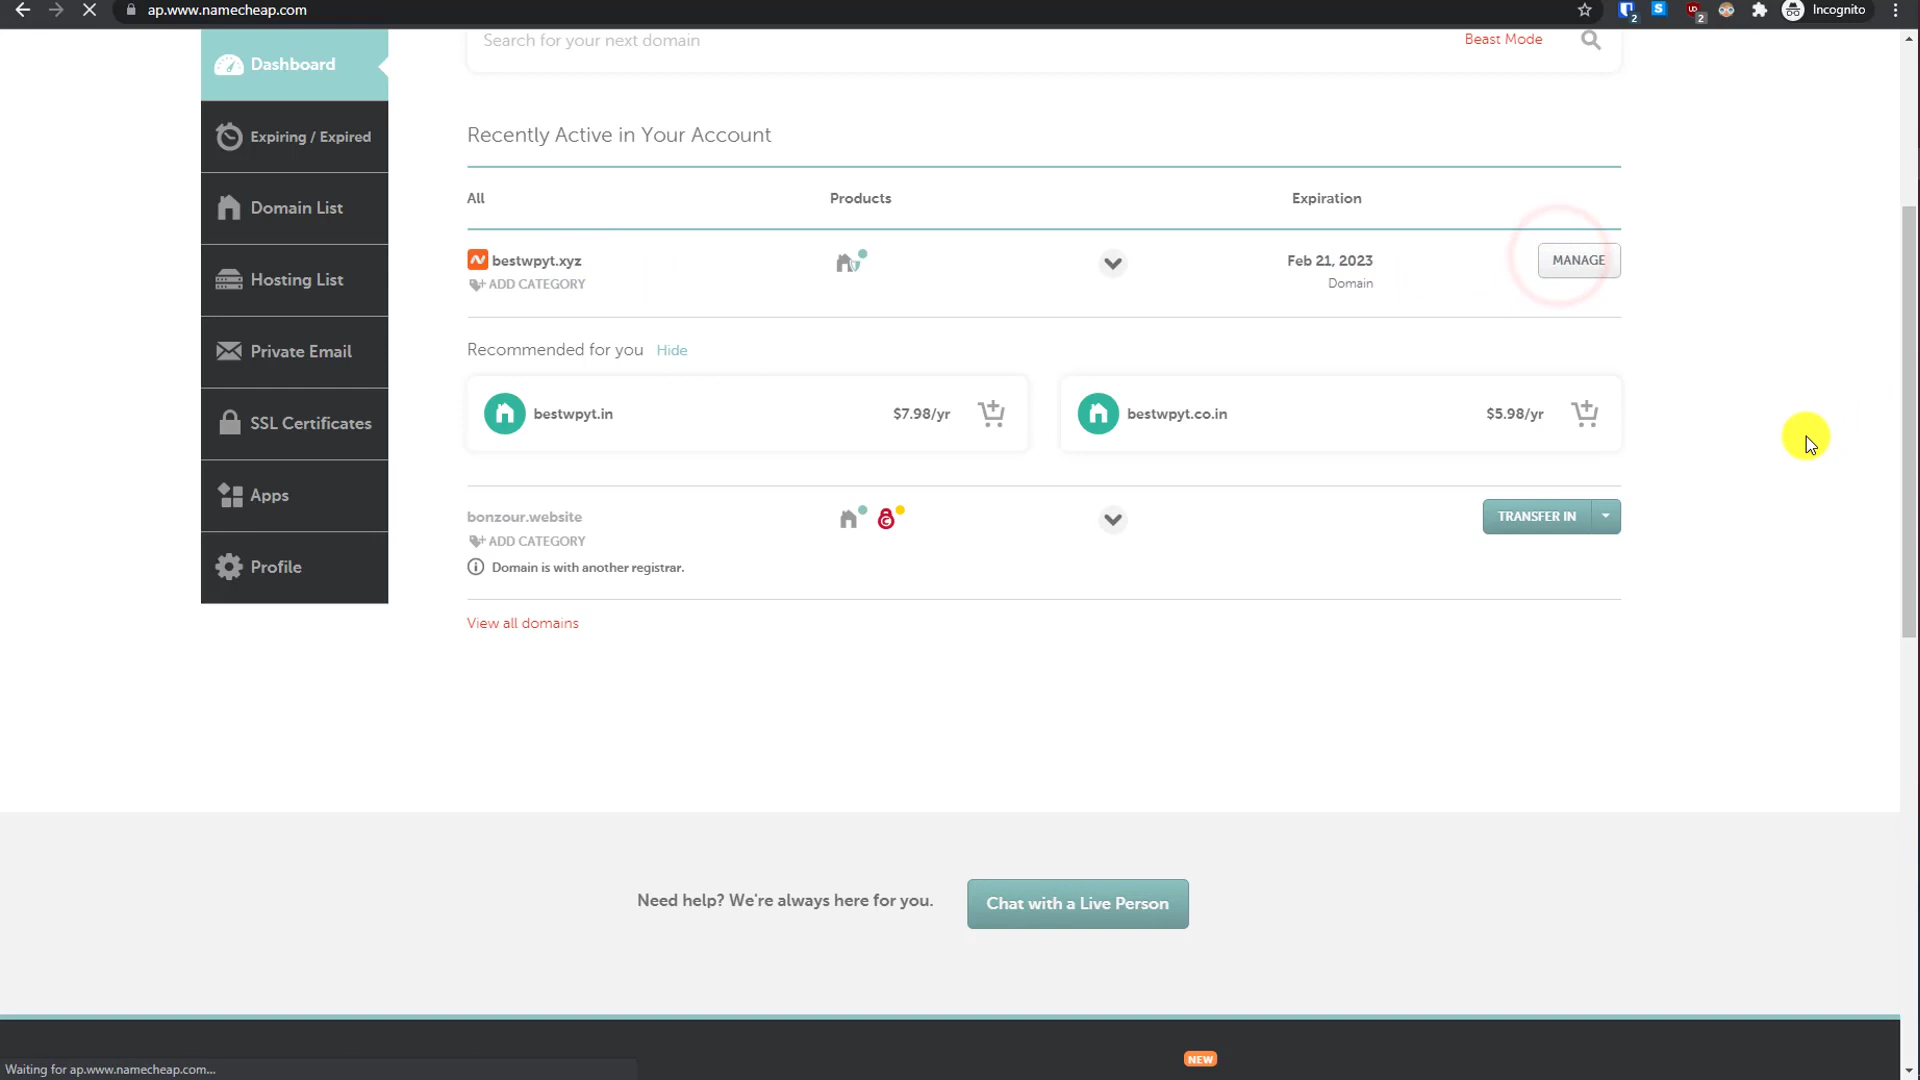 ap.www.namecheap.com
2
S
2
Incognito
Dashboard
Search for your next domain
Beast Mode
Expiring / Expired
Domain List
Hosting List
Private Email
SSL Certificates
Apps
Profile
Recently Active in Your Account
All Products Expiration
bestwpyt.xyz Feb 21, 2023 MANAGE
ADD CATEGORY Domain
Recommended for you Hide
bestwpyt.in $7.98/yr
bestwpyt.co.in $5.98/yr
bonzour.website TRANSFER IN
ADD CATEGORY
Domain is with another registrar.
View all domains
Need help? We're always here for you. Chat with a Live Person
NEW
Waiting for ap.www.namecheap.com...